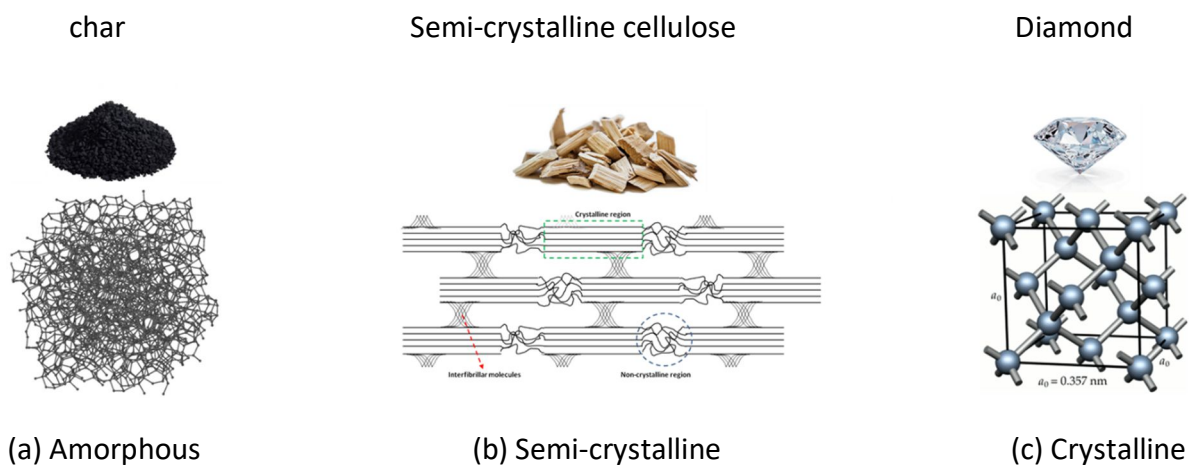 char
Semi-crystalline cellulose
Diamond
Crystalline region
Interfibrillar molecules
Non-crystalline region
a₀
a₀
a₀ = 0.357 nm
(a) Amorphous
(b) Semi-crystalline
(c) Crystalline